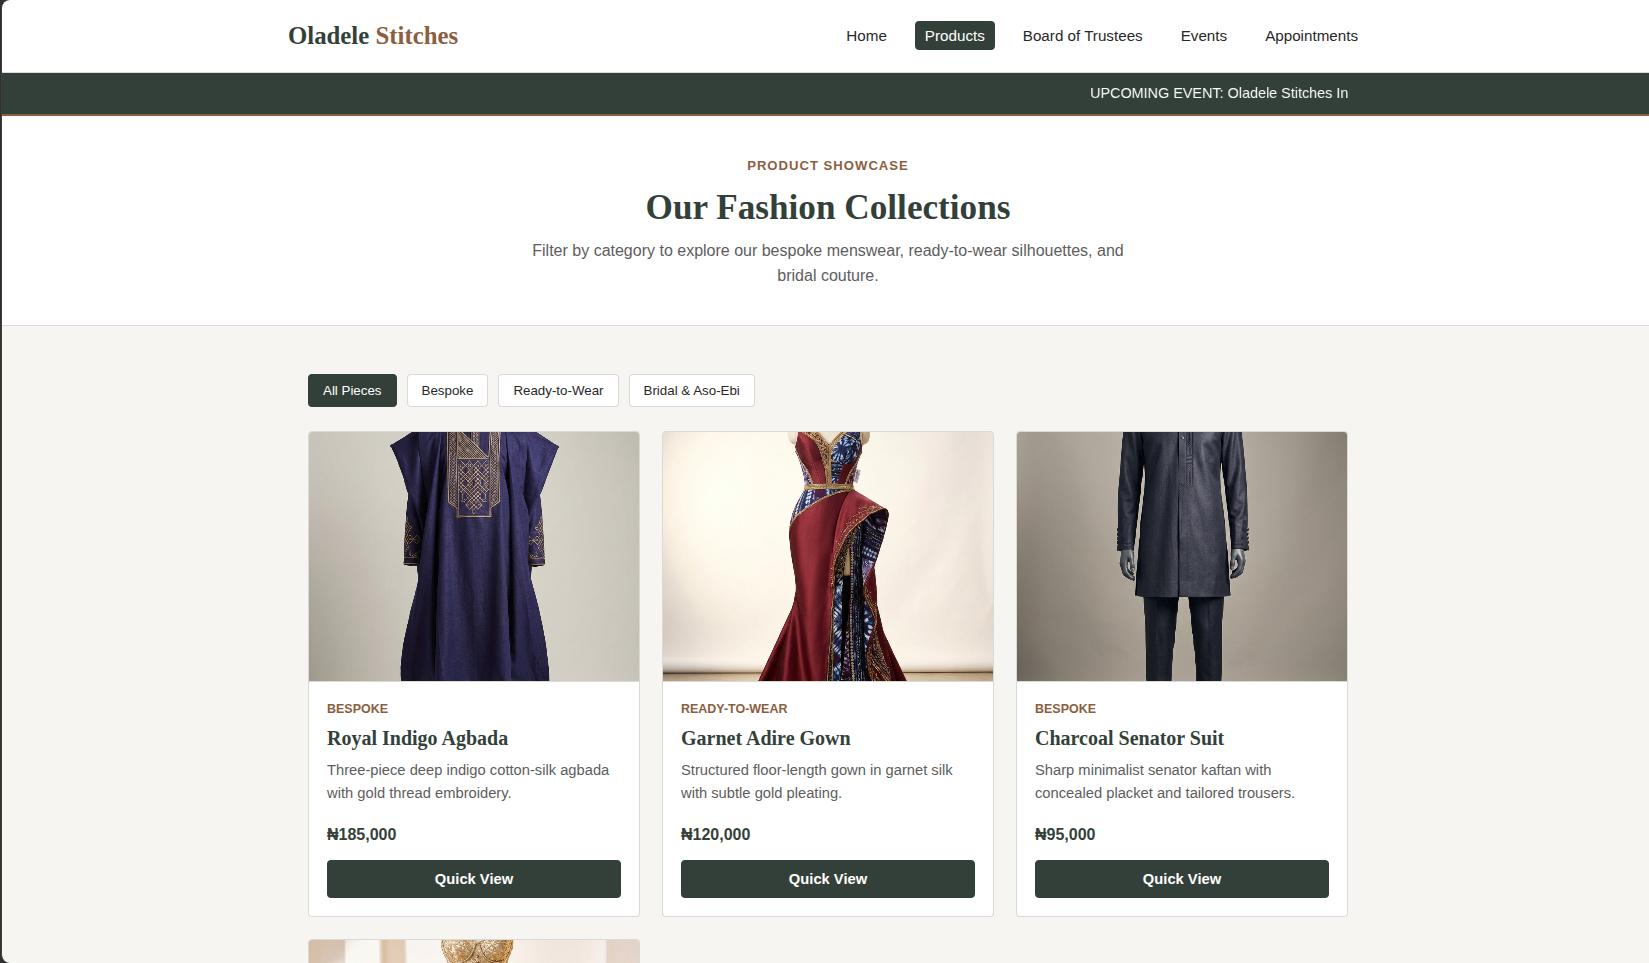 Oladele Stitches
Home
Products
Board of Trustees
Events
Appointments
UPCOMING EVENT: Oladele Stitches In
PRODUCT SHOWCASE
Our Fashion Collections
Filter by category to explore our bespoke menswear, ready-to-wear silhouettes, and
bridal couture.
All Pieces
Bespoke
Ready-to-Wear
Bridal & Aso-Ebi
BESPOKE
Royal Indigo Agbada
Three-piece deep indigo cotton-silk agbada
with gold thread embroidery.
₦185,000
Quick View
READY-TO-WEAR
Garnet Adire Gown
Structured floor-length gown in garnet silk
with subtle gold pleating.
₦120,000
Quick View
BESPOKE
Charcoal Senator Suit
Sharp minimalist senator kaftan with
concealed placket and tailored trousers.
₦95,000
Quick View